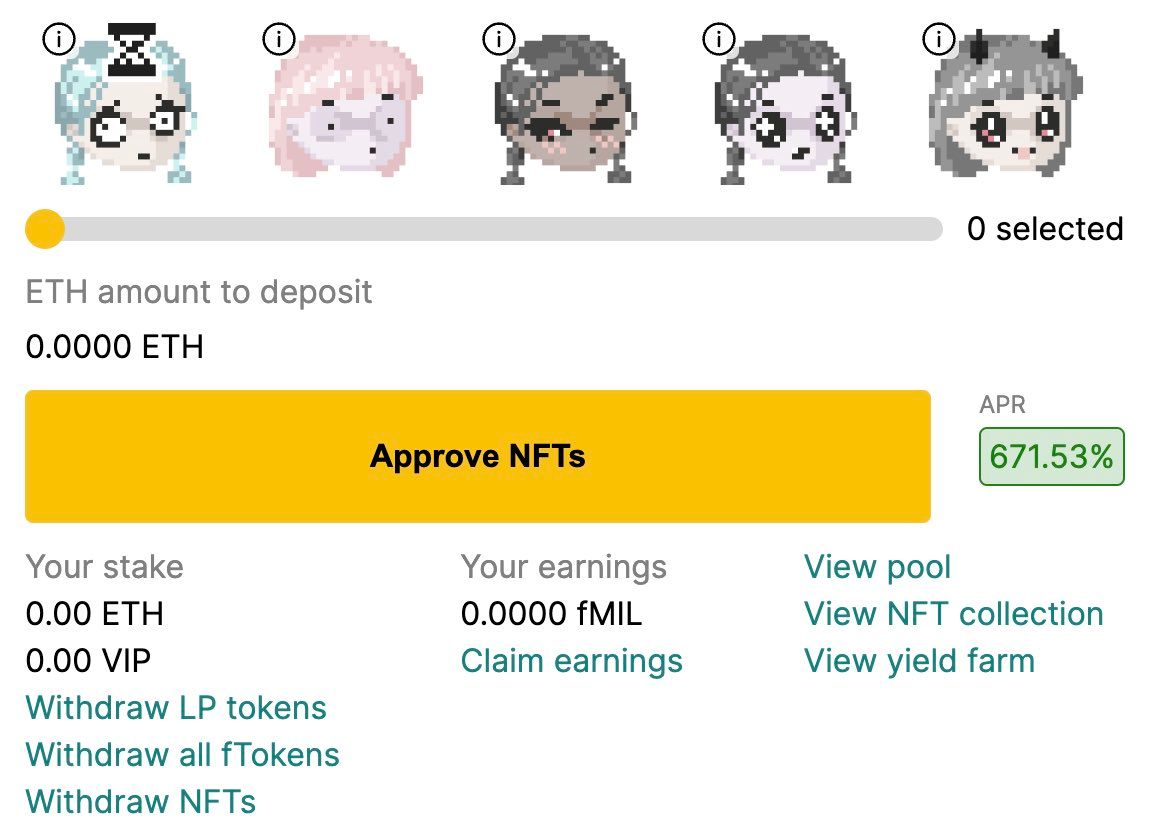 0 selected
ETH amount to deposit
0.0000 ETH
Approve NFTs
APR
671.53%
Your stake
0.00 ETH
0.00 VIP
Withdraw LP tokens
Withdraw all fTokens
Withdraw NFTs
Your earnings
0.0000 fMIL
Claim earnings
View pool
View NFT collection
View yield farm